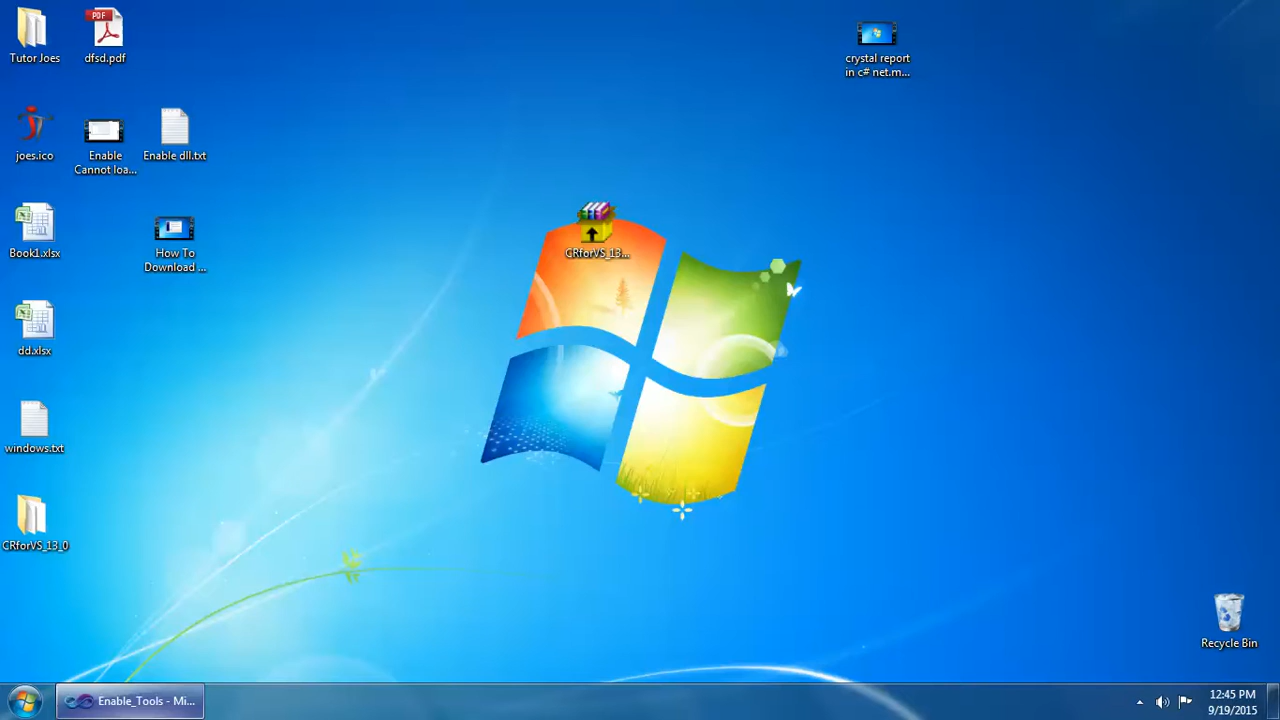 Tutor Joes
PDF
dfsd.pdf
crystal report
in c# net.m...
joes.ico
Enable
Cannot loa...
Enable dll.txt
Book1.xlsx
How To
Download ...
CRforVS_13...
dd.xlsx
windows.txt
CRforVS_13_0
Recycle Bin
Enable_Tools - Mi...
12:45 PM
9/19/2015